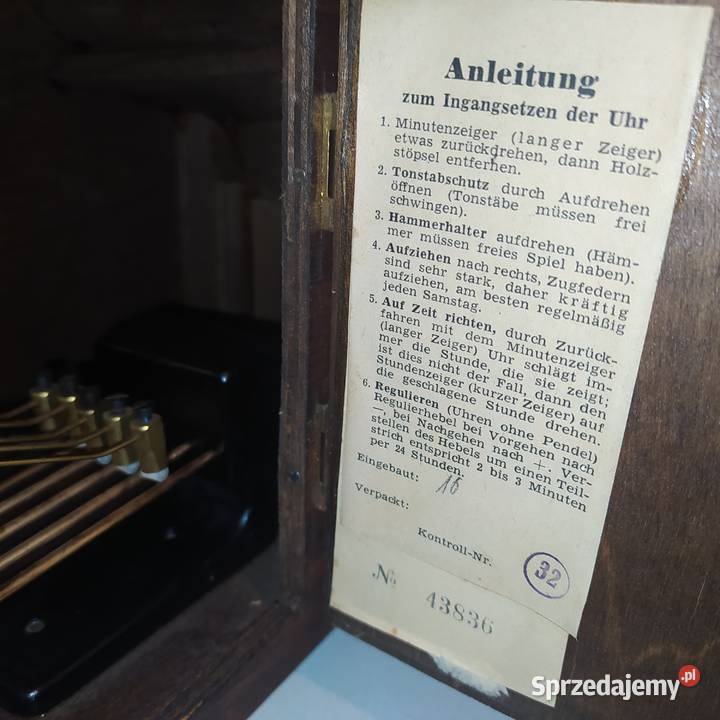 Anleitung
zum Ingangsetzen der Uhr
1. Minutenzeiger (langer Zeiger)
etwas zurückdrehen, dann Holz-
stöpsel entfernen.
2. Tonstabschutz durch Aufdrehen
öffnen (Tonstäbe müssen frei
schwingen).
3. Hammerhalter aufdrehen (Häm-
mer müssen freies Spiel haben).
4. Aufziehen nach rechts, Zugfedern
sind sehr stark, daher kräftig
aufziehen, am besten regelmäßig
jeden Samstag.
5. Auf Zeit richten, durch Zurück-
fahren mit dem Minutenzeiger
(langer Zeiger) Uhr schlägt im-
mer die Stunde, die sie zeigt;
ist dies nicht der Fall, dann den
Stundenzeiger (kurzer Zeiger) auf
die geschlagene Stunde drehen.
6. Regulieren (Uhren ohne Pendel)
Regulierhebel bei Vorgehen nach
—, bei Nachgehen nach +. Ver-
stellen des Hebels um einen Teil-
strich entspricht 2 bis 3 Minuten
per 24 Stunden.
Eingebaut: 16
Verpackt:
Kontroll-Nr. 32
№ 43836
Sprzedajemy.pl